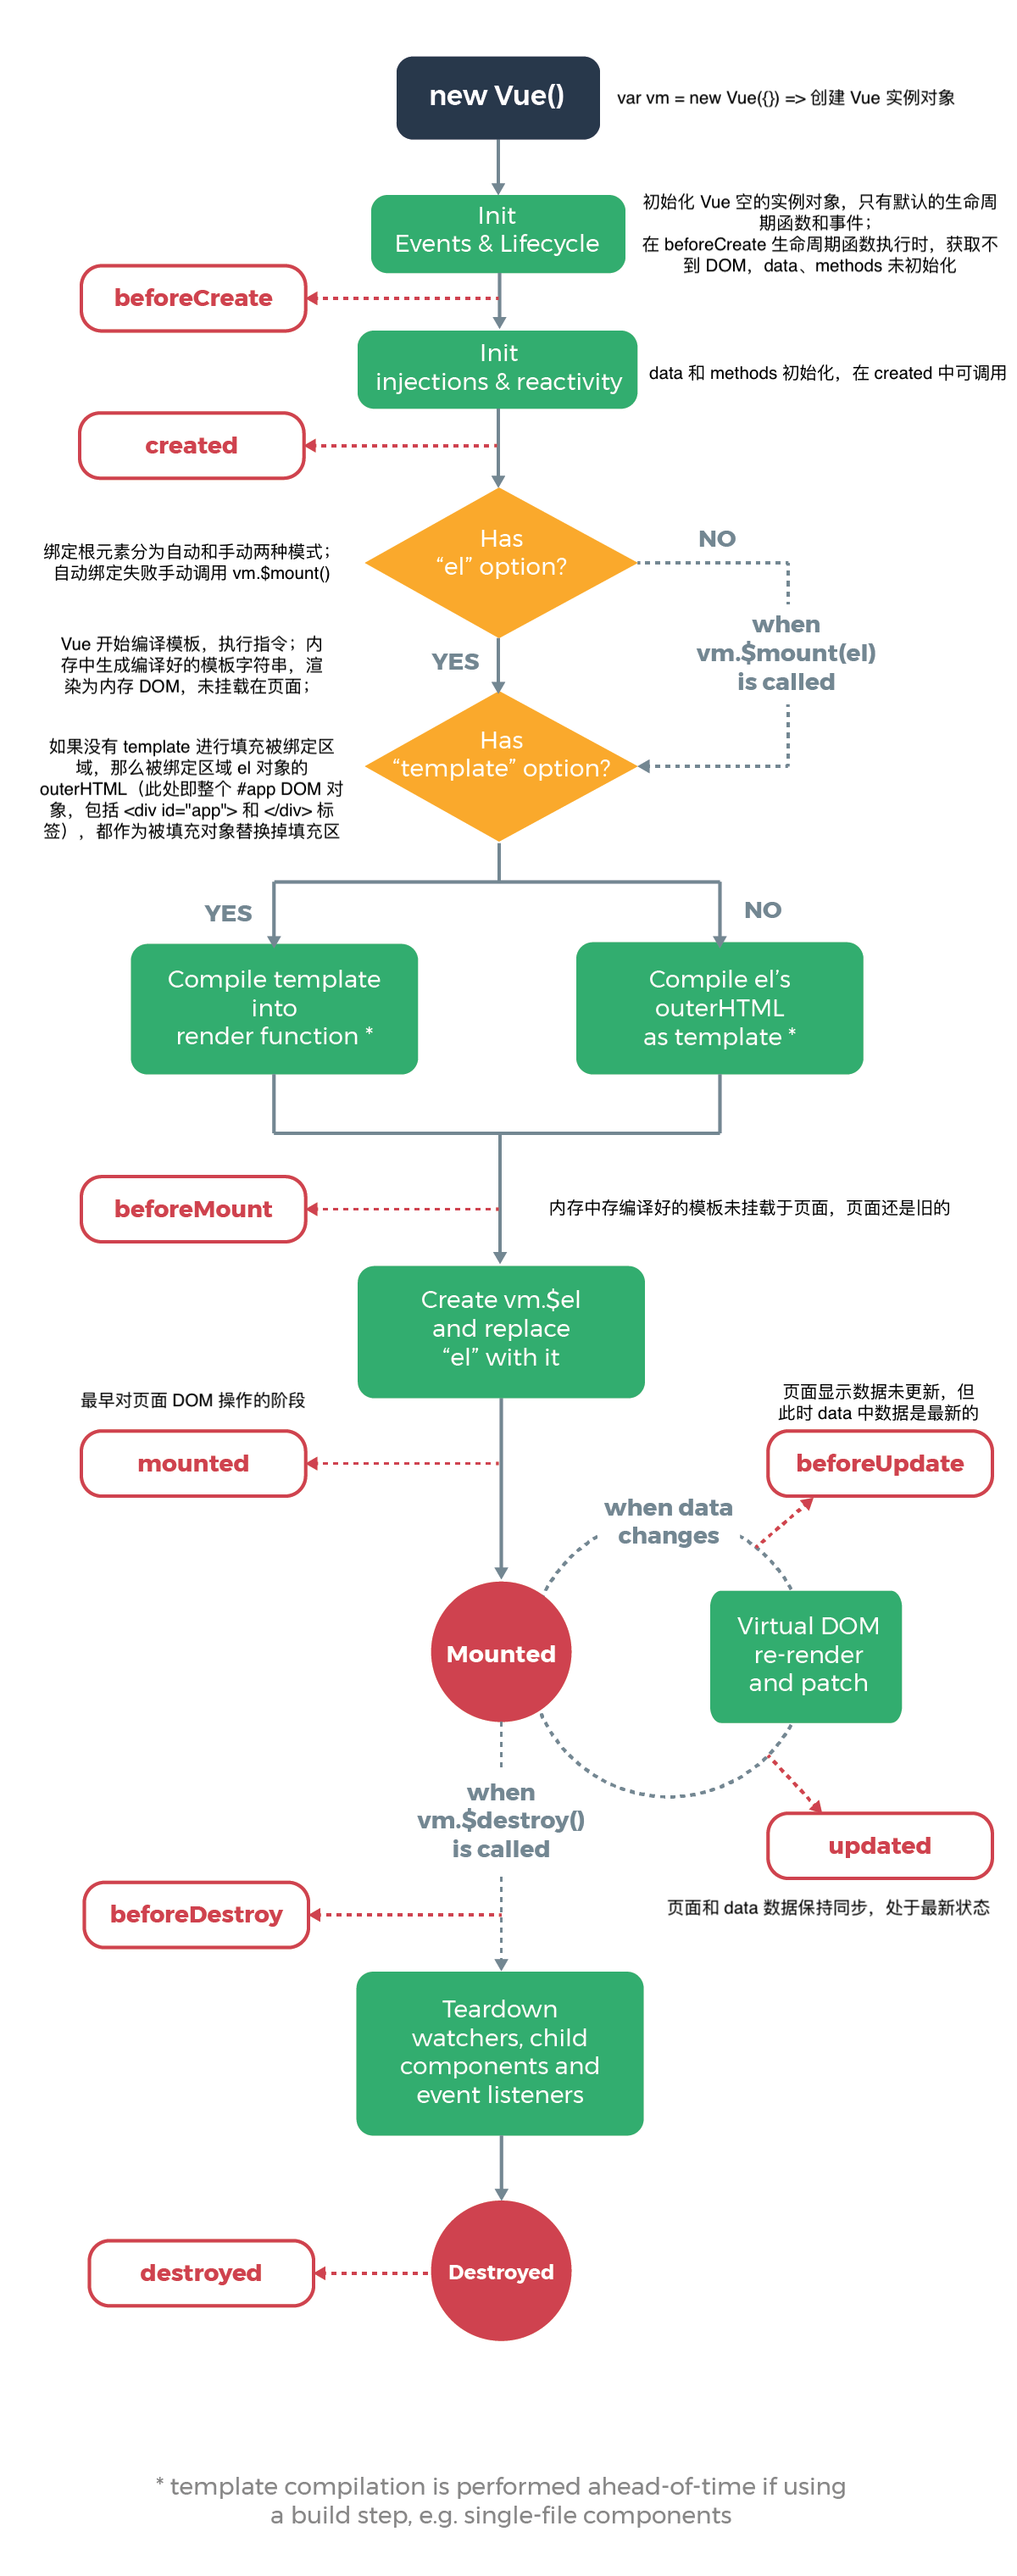 new Vue()
var vm = new Vue({}) => 创建 Vue 实例对象
Init
Events & Lifecycle
初始化 Vue 空的实例对象，只有默认的生命周
期函数和事件；
在 beforeCreate 生命周期函数执行时，获取不
到 DOM，data、methods 未初始化
beforeCreate
Init
injections & reactivity
data 和 methods 初始化，在 created 中可调用
created
Has
“el” option?
NO
绑定根元素分为自动和手动两种模式；
自动绑定失败手动调用 vm.$mount()
when
vm.$mount(el)
is called
YES
Vue 开始编译模板，执行指令；内
存中生成编译好的模板字符串，渲
染为内存 DOM，未挂载在页面；
Has
“template” option?
如果没有 template 进行填充被绑定区
域，那么被绑定区域 el 对象的
outerHTML（此处即整个 #app DOM 对
象，包括 <div id="app"> 和 </div> 标
签），都作为被填充对象替换掉填充区
YES
NO
Compile template
into
render function *
Compile el’s
outerHTML
as template *
beforeMount
内存中存编译好的模板未挂载于页面，页面还是旧的
Create vm.$el
and replace
“el” with it
最早对页面 DOM 操作的阶段
mounted
页面显示数据未更新，但
此时 data 中数据是最新的
beforeUpdate
when data
changes
Mounted
Virtual DOM
re-render
and patch
when
vm.$destroy()
is called
updated
页面和 data 数据保持同步，处于最新状态
beforeDestroy
Teardown
watchers, child
components and
event listeners
destroyed
Destroyed
* template compilation is performed ahead-of-time if using
a build step, e.g. single-file components